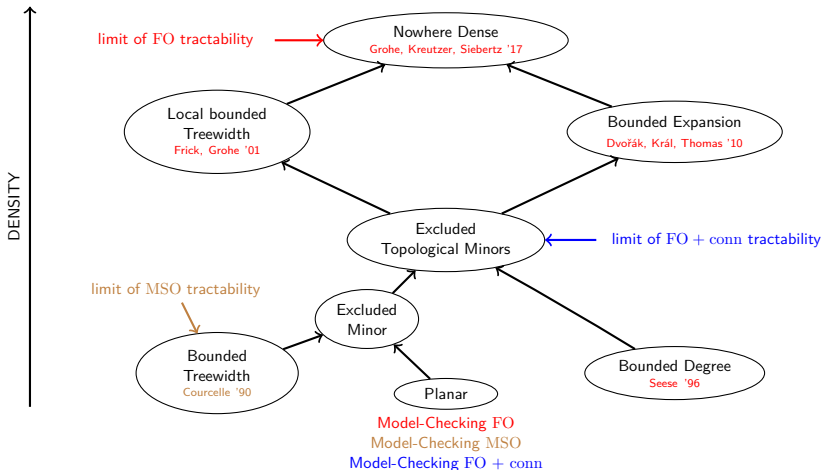 limit of FO tractability
Nowhere Dense
Grohe, Kreutzer, Siebertz '17
Local bounded
Treewidth
Frick, Grohe '01
Bounded Expansion
Dvořák, Král, Thomas '10
DENSITY
Excluded
Topological Minors
limit of FO + conn tractability
limit of MSO tractability
Excluded
Minor
Bounded
Treewidth
Courcelle '90
Bounded Degree
Seese '96
Planar
Model-Checking FO
Model-Checking MSO
Model-Checking FO + conn